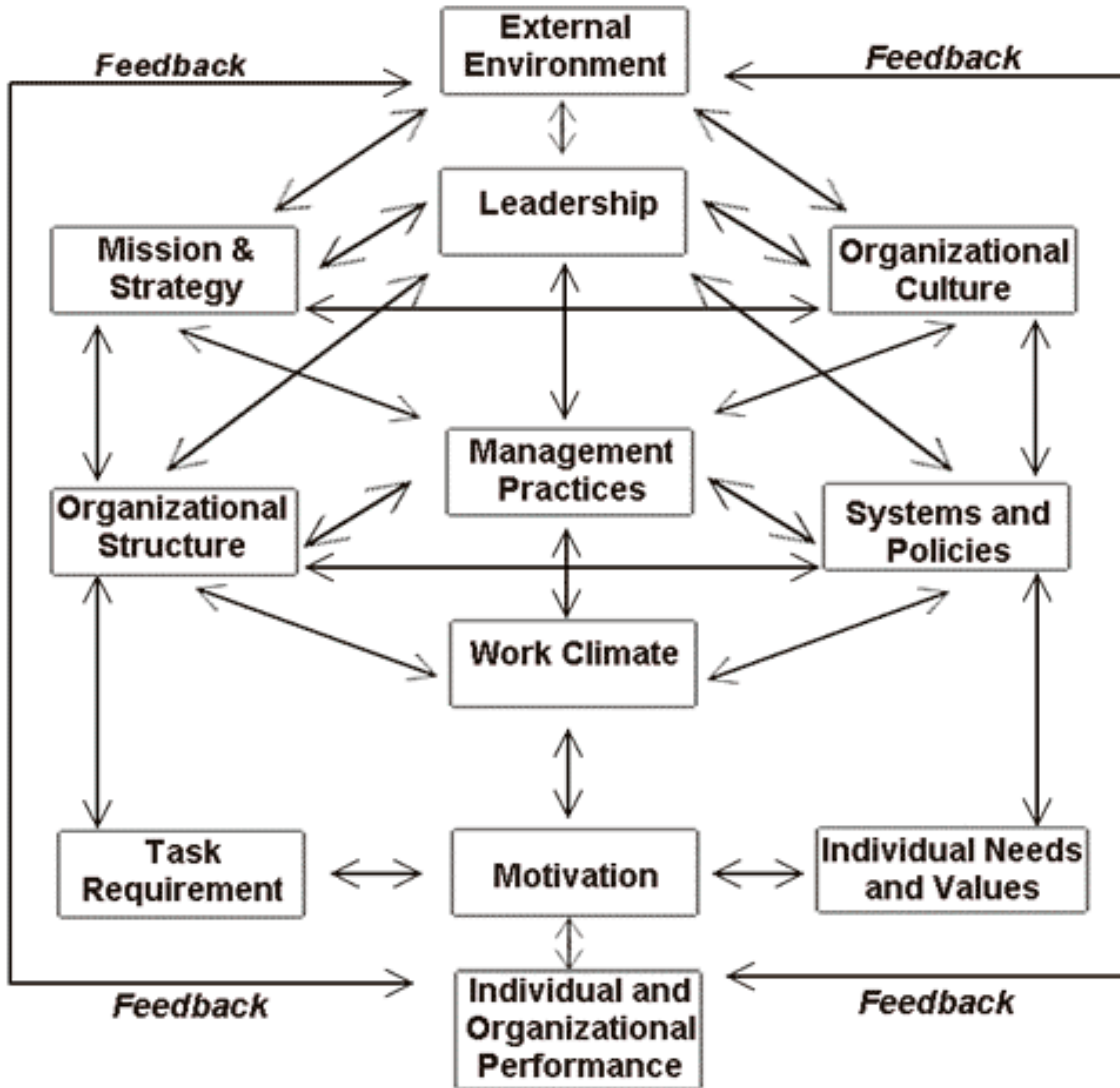 External
Environment
Feedback
Feedback
Leadership
Mission &
Strategy
Organizational
Culture
Management
Practices
Organizational
Structure
Systems and
Policies
Work Climate
Task
Requirement
Motivation
Individual Needs
and Values
Feedback
Individual and
Organizational
Performance
Feedback